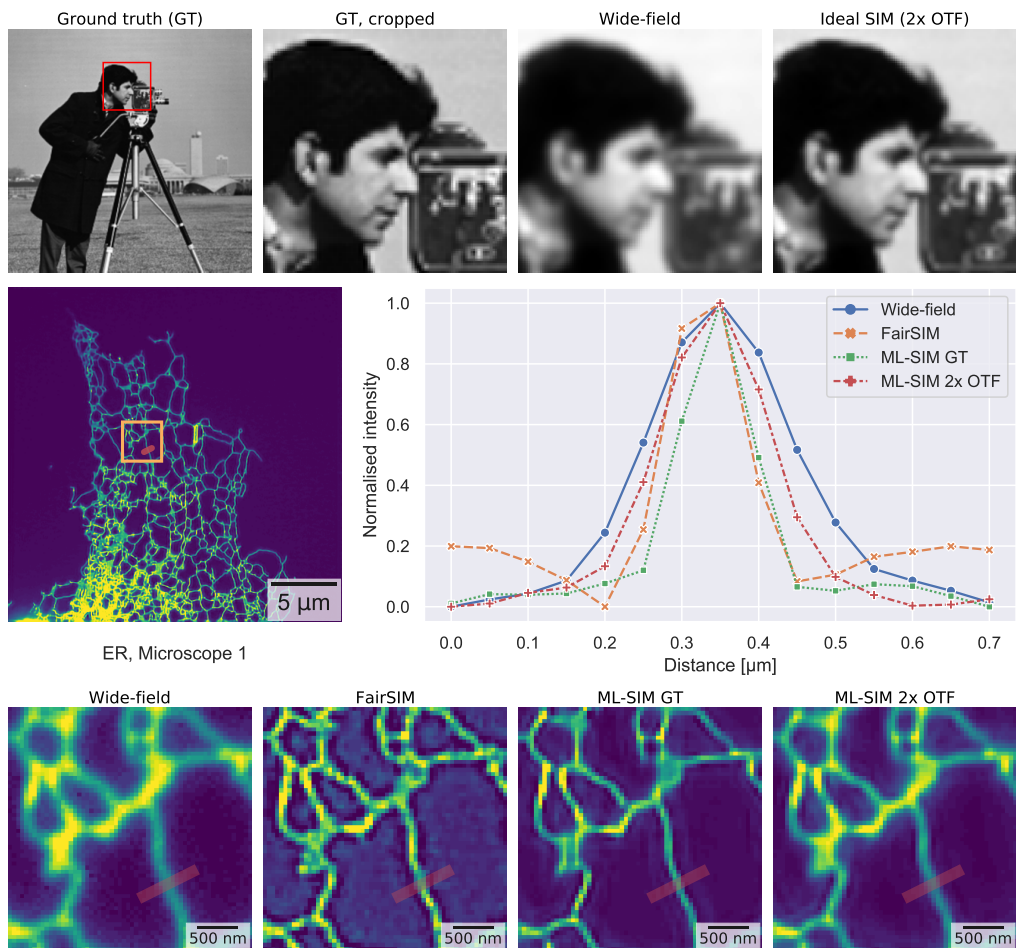 Ground truth (GT)
GT, cropped
Wide-field
Ideal SIM (2x OTF)
5 μm
ER, Microscope 1
1.0
0.8
0.6
0.4
0.2
0.0
Normalised intensity
Wide-field
FairSIM
ML-SIM GT
ML-SIM 2x OTF
0.0 0.1 0.2 0.3 0.4 0.5 0.6 0.7
Distance [μm]
Wide-field
FairSIM
ML-SIM GT
ML-SIM 2x OTF
500 nm
500 nm
500 nm
500 nm